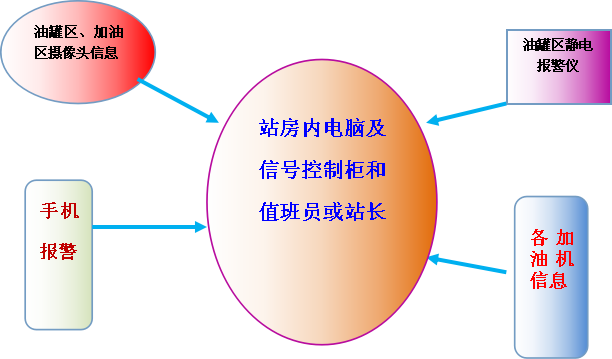 油罐区、加油
区摄像头信息
油罐区静电
报警仪
站房内电脑及
信号控制柜和
值班员或站长
手机
报警
各加
油机
信息